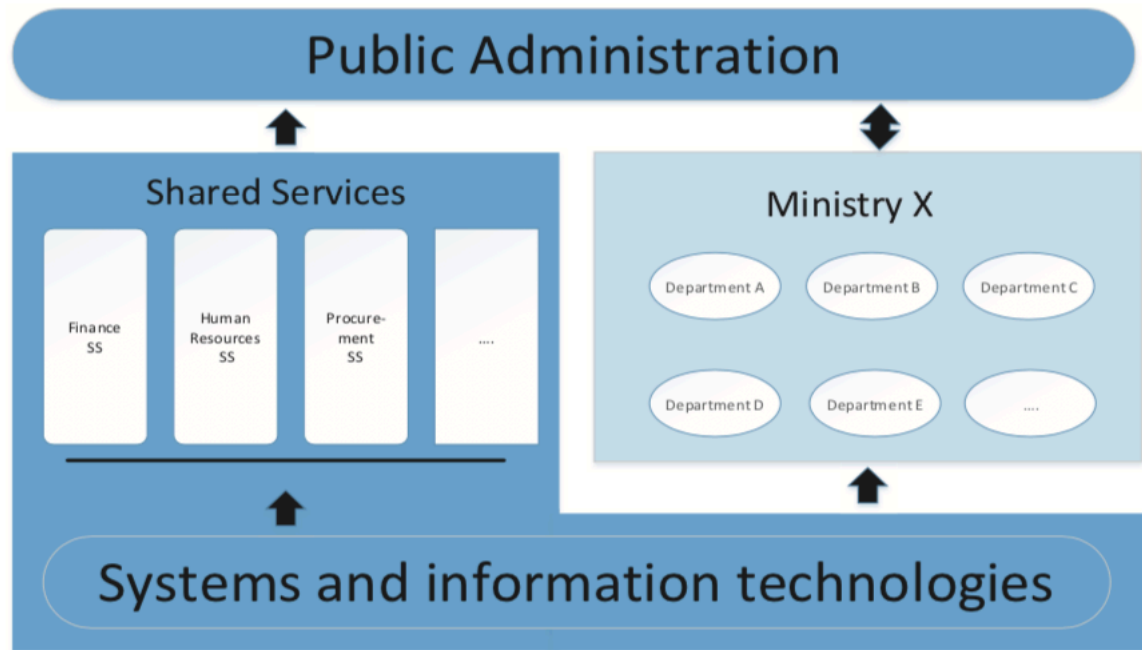 Public Administration
Shared Services
Finance
SS
Human
Resources
SS
Procure-
ment
SS
....
Ministry X
Department A
Department B
Department C
Department D
Department E
....
Systems and information technologies